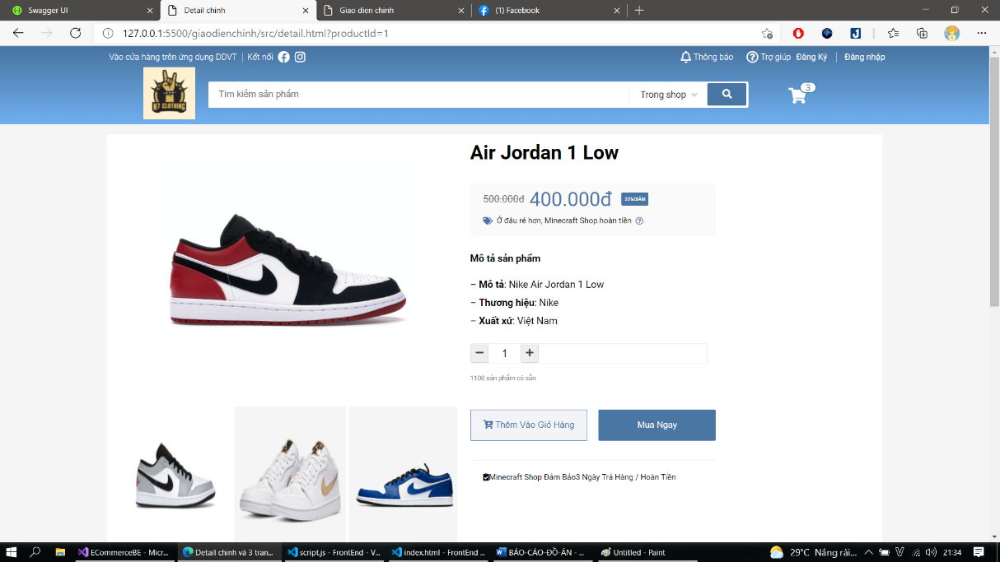 Swagger UI
Detail chinh
Giao dien chinh
(1) Facebook
127.0.0.1:5500/giaodienchinh/src/detail.html?productId=1
Vào cửa hàng trên ứng dụng DDVT
Kết nối
Thông báo
Trợ giúp
Đăng Ký
Đăng nhập
N7 CLOTHING
Tìm kiếm sản phẩm
Trong shop
3
Air Jordan 1 Low
500.000đ 400.000đ 20%GIẢM
Ở đâu rẻ hơn, Minecraft Shop hoàn tiền
Mô tả sản phẩm
– Mô tả: Nike Air Jordan 1 Low
– Thương hiệu: Nike
– Xuất xứ: Việt Nam
1
1100 sản phẩm có sẵn
Thêm Vào Giỏ Hàng
Mua Ngay
Minecraft Shop Đảm Bảo3 Ngày Trả Hàng / Hoàn Tiền
ECommerceBE - Micr...
Detail chinh và 3 tran...
script.js - FrontEnd - V...
index.html - FrontEnd ...
BÁO-CÁO-ĐỒ-ÁN - ...
Untitled - Paint
29°C Nắng rải...
21:34